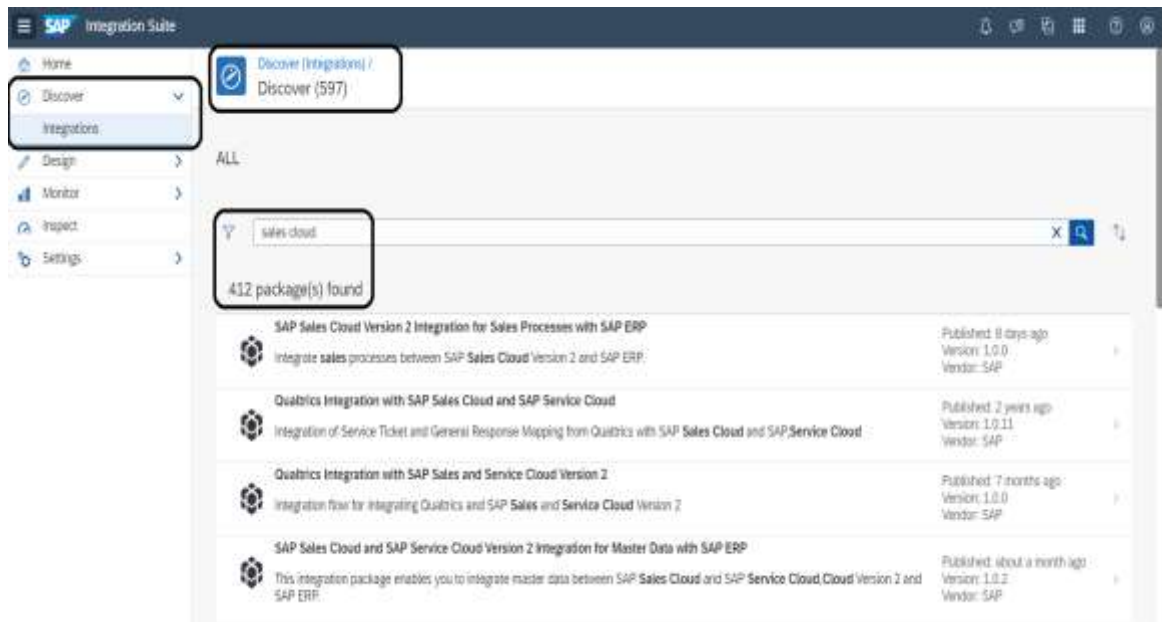 SAP Integration Suite
Home
Discover
Integrations
Design
Monitor
Inspect
Settings
Discover (Integrations) /
Discover (597)
ALL
sales cloud
412 package(s) found
SAP Sales Cloud Version 2 Integration for Sales Processes with SAP ERP
Integrate sales processes between SAP Sales Cloud Version 2 and SAP ERP.
Published: 8 days ago
Version: 1.0.0
Vendor: SAP
Qualtrics Integration with SAP Sales Cloud and SAP Service Cloud
Integration of Service Ticket and General Response Mapping from Qualtrics with SAP Sales Cloud and SAP,Service Cloud
Published: 2 years ago
Version: 1.0.11
Vendor: SAP
Qualtrics Integration with SAP Sales and Service Cloud Version 2
Integration flow for integrating Qualtrics and SAP Sales and Service Cloud Version 2
Published: 7 months ago
Version: 1.0.0
Vendor: SAP
SAP Sales Cloud and SAP Service Cloud Version 2 Integration for Master Data with SAP ERP
This integration package enables you to integrate master data between SAP Sales Cloud and SAP Service Cloud,Cloud Version 2 and
SAP ERP.
Published: about a month ago
Version: 1.0.2
Vendor: SAP